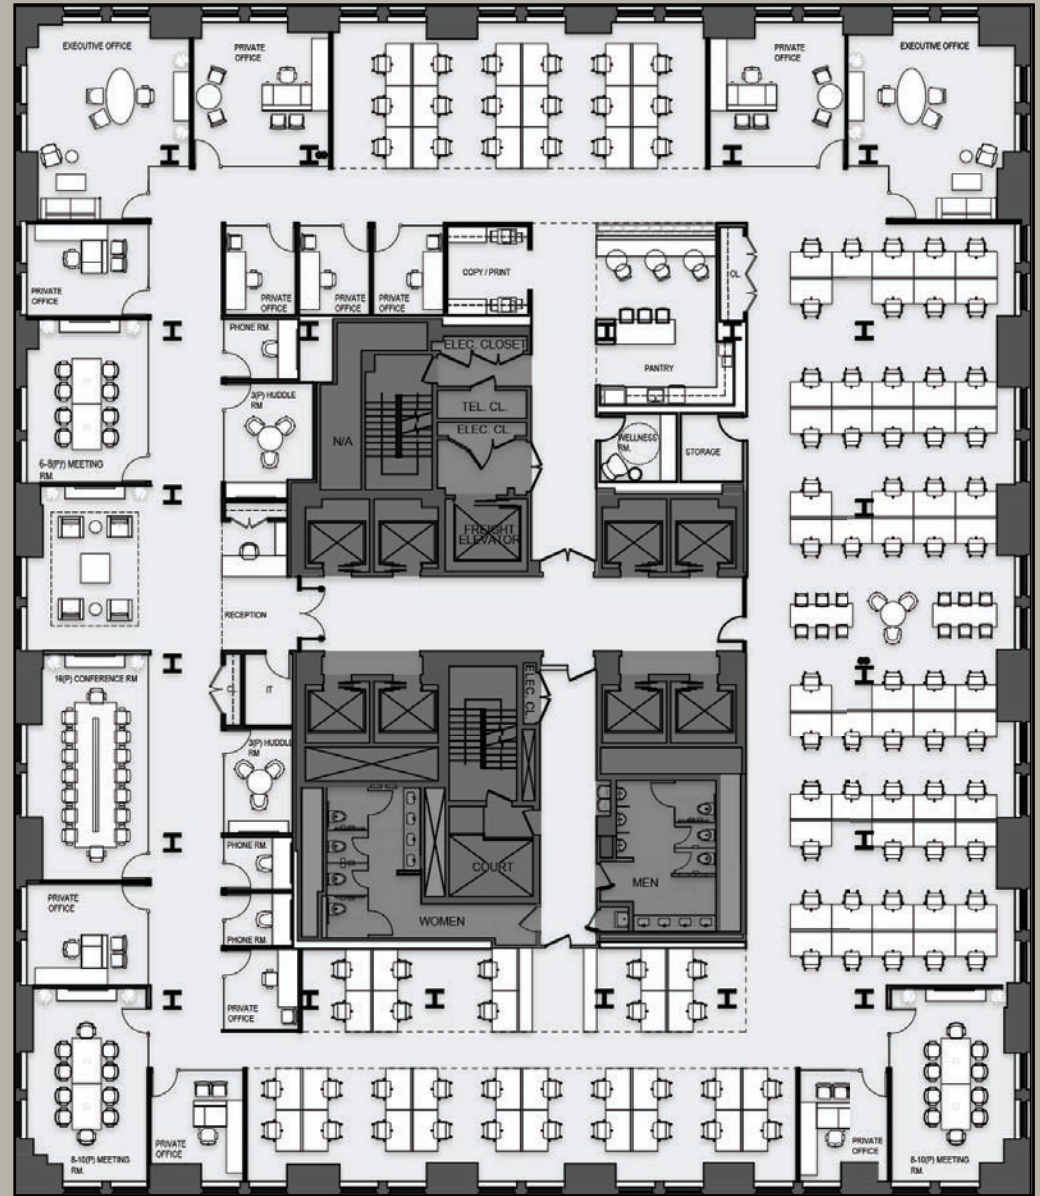 EXECUTIVE OFFICE
PRIVATE
OFFICE
PRIVATE
OFFICE
EXECUTIVE OFFICE
PRIVATE
OFFICE
PRIVATE
OFFICE
PRIVATE
OFFICE
PRIVATE
OFFICE
COPY / PRINT
CL.
PHONE RM.
ELEC. CLOSET
PANTRY
3(P) HUDDLE
RM
TEL. CL.
ELEC. CL.
N/A
WELLNESS
RM.
STORAGE
6-8(P) MEETING
RM.
FREIGHT
ELEVATOR
RECEPTION
16(P) CONFERENCE RM
CL.
IT
ELEC. CL.
3(P) HUDDLE
RM
PHONE RM.
COURT
MEN
PRIVATE
OFFICE
WOMEN
PHONE RM.
PRIVATE
OFFICE
8-10(P) MEETING
RM.
PRIVATE
OFFICE
PRIVATE
OFFICE
8-10(P) MEETING
RM.